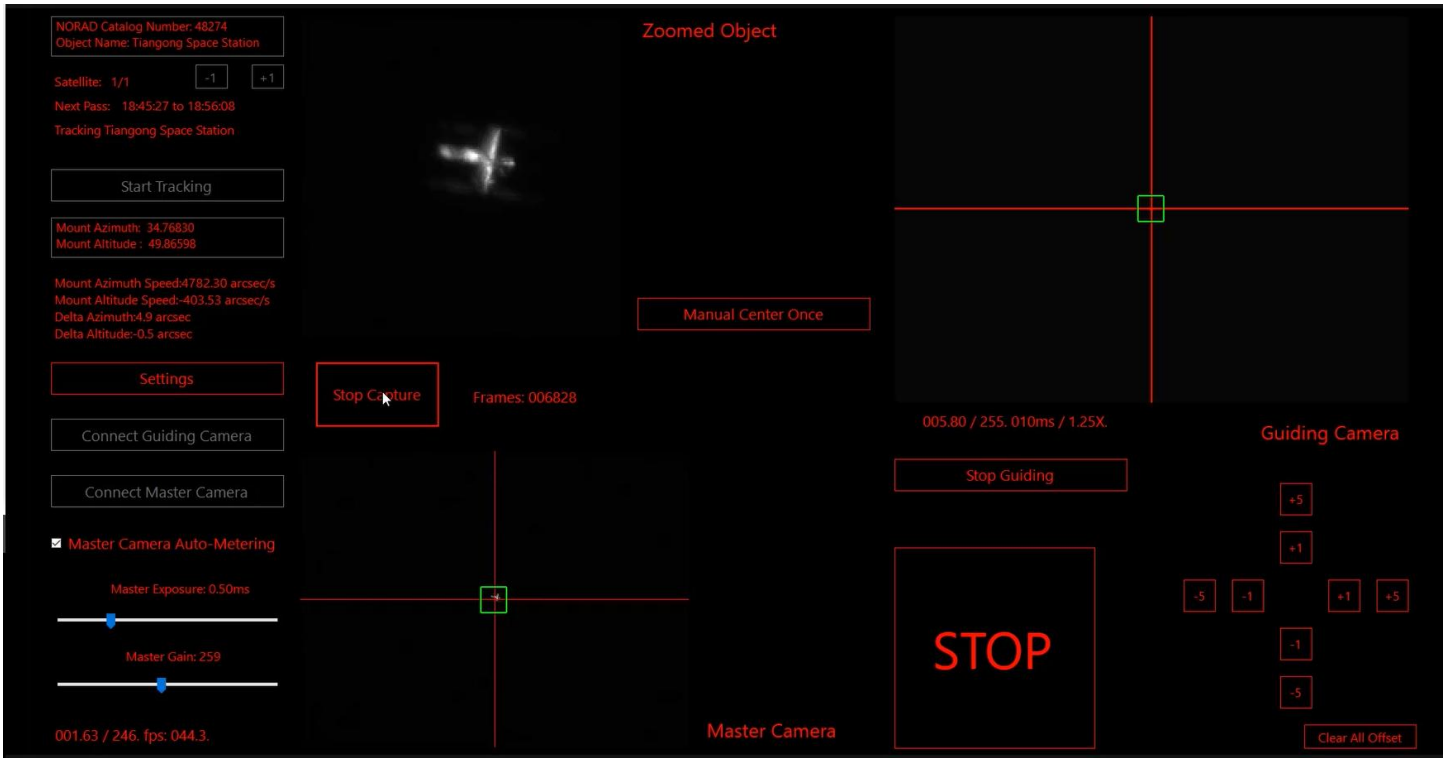 NORAD Catalog Number: 48274
Object Name: Tiangong Space Station
Satellite: 1/1
-1
+1
Next Pass: 18:45:27 to 18:56:08
Tracking Tiangong Space Station
Start Tracking
Mount Azimuth: 34.76830
Mount Altitude : 49.86598
Mount Azimuth Speed:4782.30 arcsec/s
Mount Altitude Speed:-403.53 arcsec/s
Delta Azimuth:4.9 arcsec
Delta Altitude:-0.5 arcsec
Settings
Connect Guiding Camera
Connect Master Camera
Master Camera Auto-Metering
Master Exposure: 0.50ms
Master Gain: 259
001.63 / 246. fps: 044.3.
Zoomed Object
Manual Center Once
Stop Capture
Frames: 006828
Master Camera
005.80 / 255. 010ms / 1.25X.
Guiding Camera
Stop Guiding
STOP
+5
+1
-5
-1
+1
+5
-1
-5
Clear All Offset